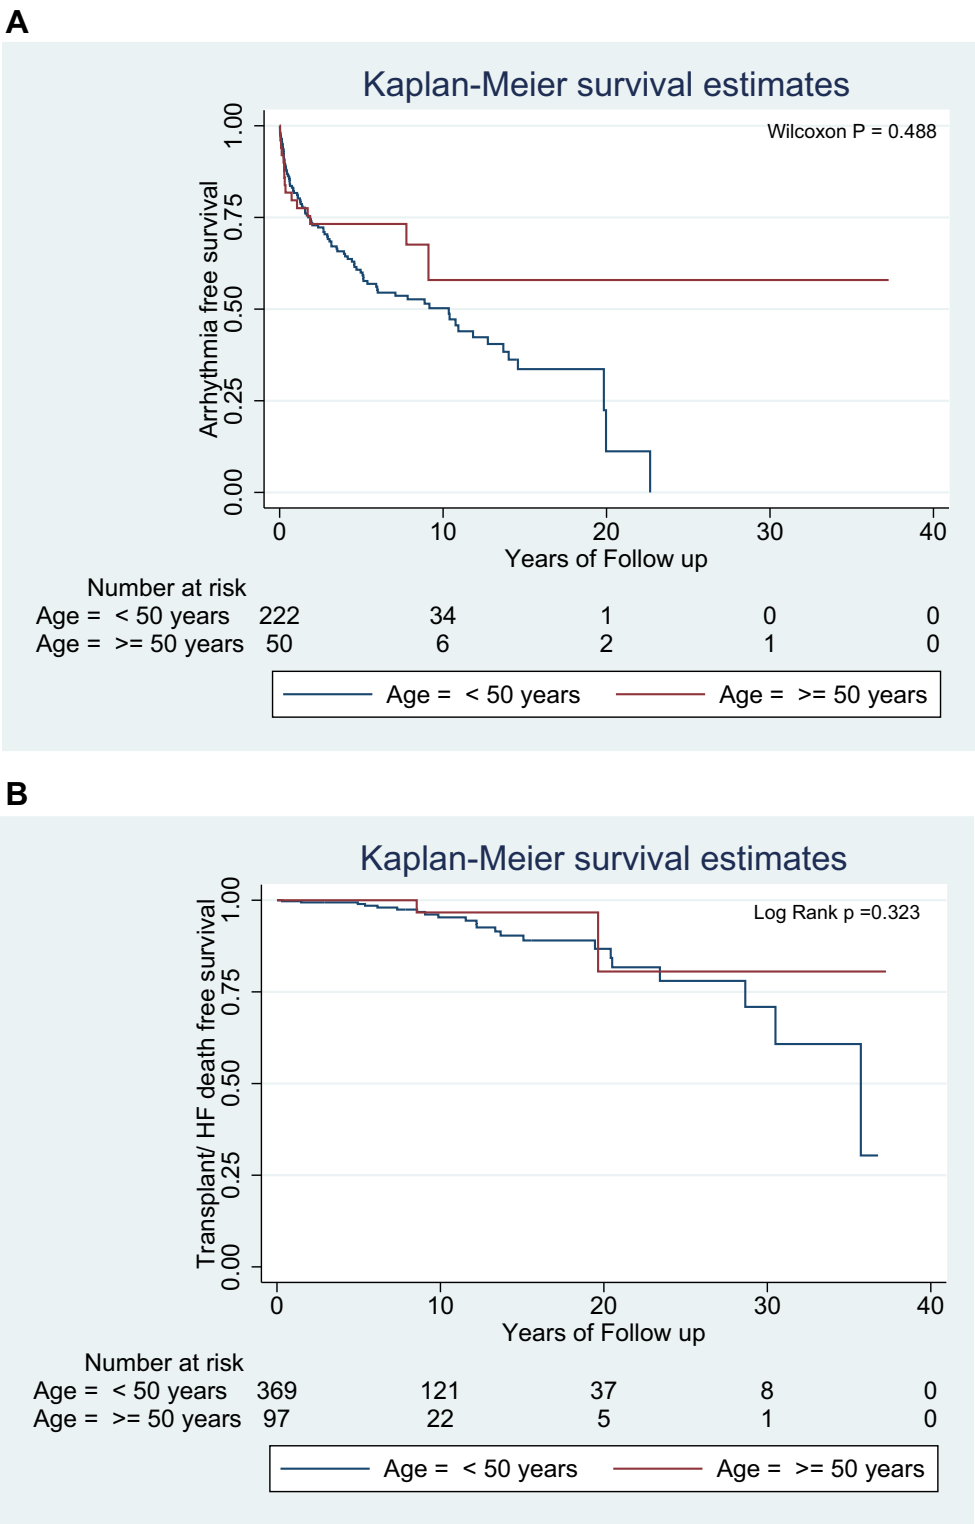 A
Kaplan-Meier survival estimates
Wilcoxon P = 0.488
Arrhythmia free survival
1.00
0.75
0.50
0.25
0.00
0 10 20 30 40
Years of Follow up
Number at risk
Age = < 50 years 222 34 1 0 0
Age = >= 50 years 50 6 2 1 0
Age = < 50 years Age = >= 50 years
B
Kaplan-Meier survival estimates
Log Rank p =0.323
Transplant/ HF death free survival
1.00
0.75
0.50
0.25
0.00
0 10 20 30 40
Years of Follow up
Number at risk
Age = < 50 years 369 121 37 8 0
Age = >= 50 years 97 22 5 1 0
Age = < 50 years Age = >= 50 years